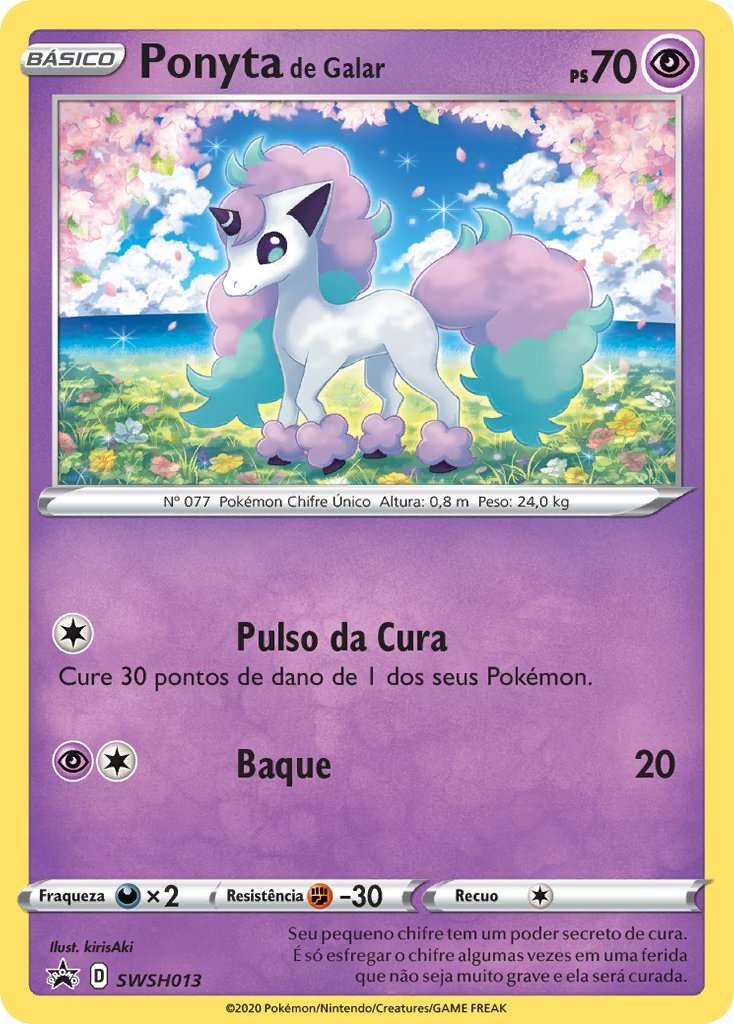 BÁSICO
Ponyta de Galar
PS70
Nº 077 Pokémon Chifre Único Altura: 0,8 m Peso: 24,0 kg
Pulso da Cura
Cure 30 pontos de dano de 1 dos seus Pokémon.
Baque 20
Fraqueza ×2 Resistência -30 Recuo
Ilust. kirisAki
Seu pequeno chifre tem um poder secreto de cura.
É só esfregar o chifre algumas vezes em uma ferida
que não seja muito grave e ela será curada.
PROMO D SWSH013
©2020 Pokémon/Nintendo/Creatures/GAME FREAK